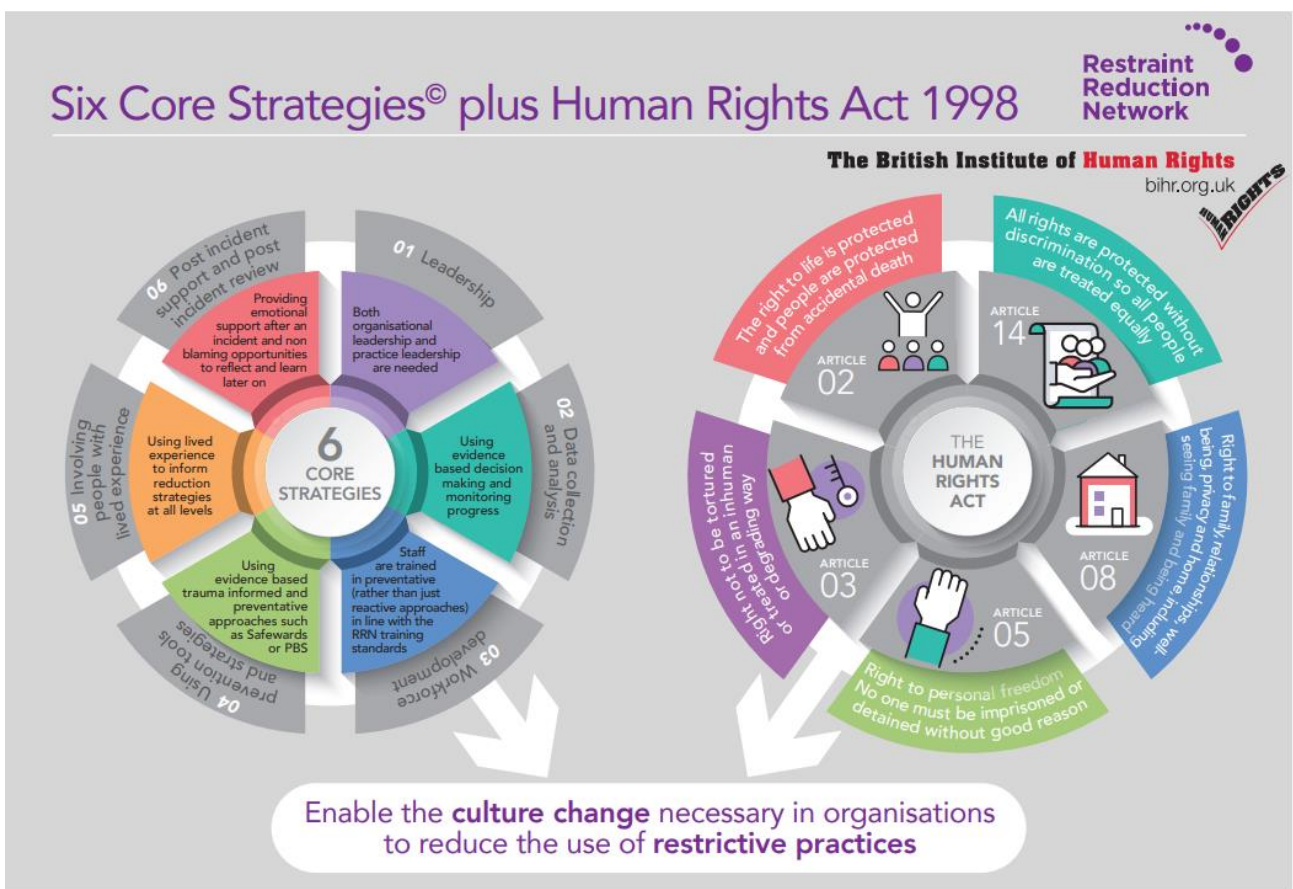 Six Core Strategies© plus Human Rights Act 1998
Restraint
Reduction
Network
The British Institute of Human Rights
bihr.org.uk
HUMAN RIGHTS
01 Leadership
Both
organisational
leadership and
practice leadership
are needed
02 Data collection
and analysis
Using
evidence
based decision
making and
monitoring
progress
03 Workforce
development
Staff
are trained
in preventative
(rather than just
reactive approaches)
in line with the
RRN training
standards
04 Using
prevention tools
and strategies
Using
evidence based
trauma informed and
preventative
approaches such
as Safewards
or PBS
05 Involving
people with
lived experience
Using lived
experience
to inform
reduction
strategies
at all levels
06 Post incident
support and post
incident review
Providing
emotional
support after an
incident and non
blaming opportunities
to reflect and learn
later on
6
CORE
STRATEGIES
The right to life is protected
and people are protected
from accidental death
ARTICLE
02
All rights are protected without
discrimination so all people
are treated equally
ARTICLE
14
Right to family, relationships, well-
being, privacy and home, including
seeing family and being heard
ARTICLE
08
Right to personal freedom
No one must be imprisoned or
detained without good reason
ARTICLE
05
Right not to be tortured
or treated in an inhuman
or degrading way
ARTICLE
03
THE
HUMAN
RIGHTS
ACT
Enable the culture change necessary in organisations
to reduce the use of restrictive practices